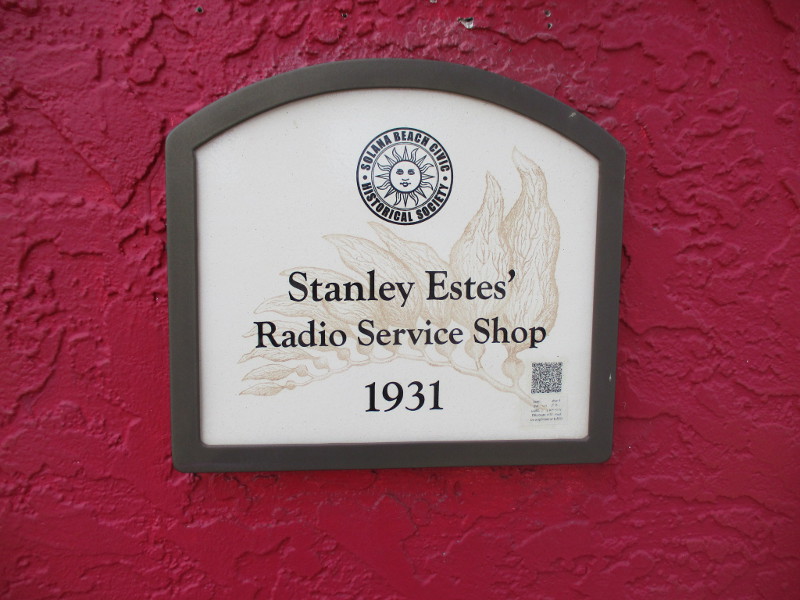 SOLANA BEACH CIVIC
HISTORICAL SOCIETY
Stanley Estes’
Radio Service Shop
1931